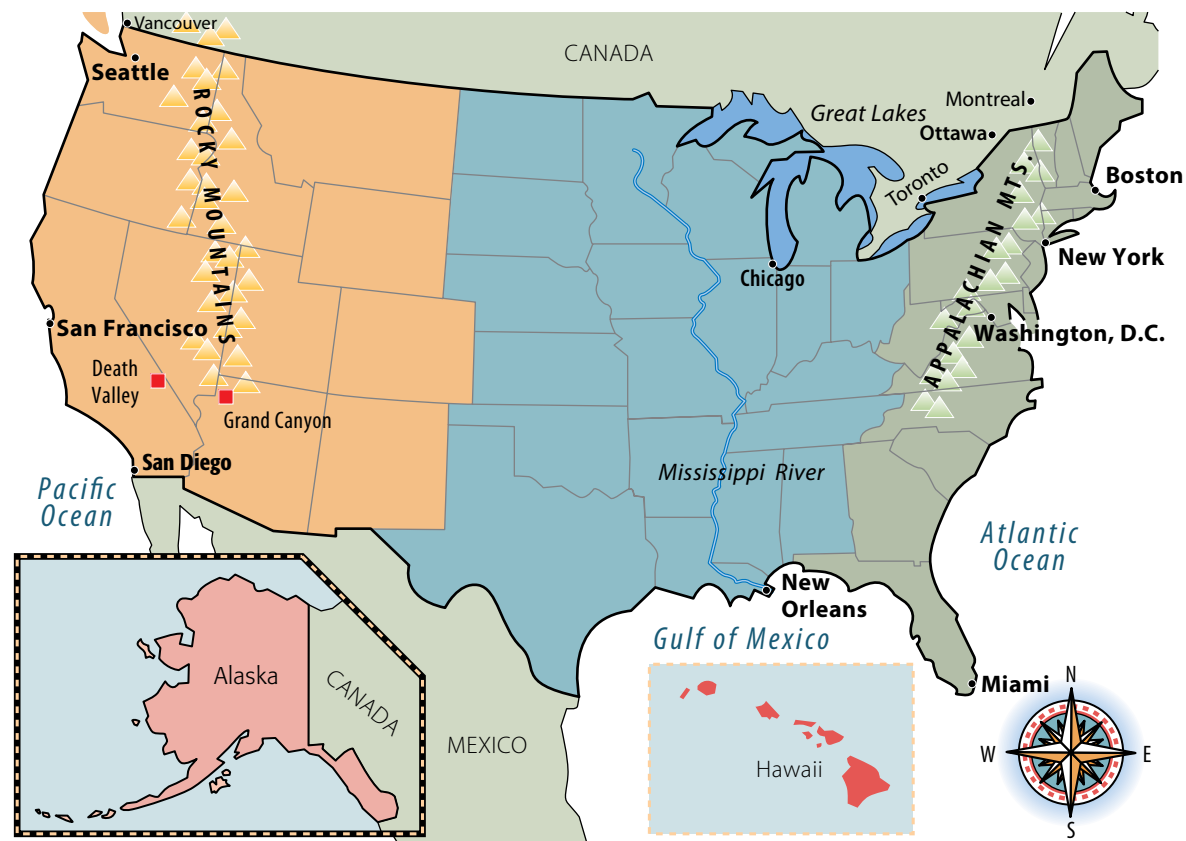 Vancouver
CANADA
Seattle
Great Lakes
Montreal
Ottawa
Toronto
Boston
ROCKY MOUNTAINS
APPALACHIAN MTS.
New York
Chicago
San Francisco
Washington, D.C.
Death
Valley
Grand Canyon
San Diego
Mississippi River
Pacific
Ocean
Atlantic
Ocean
New
Orleans
Gulf of Mexico
Alaska
CANADA
MEXICO
Hawaii
Miami
N
W
E
S